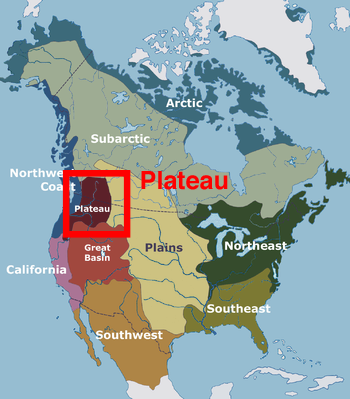 Arctic
Subarctic
Northwest
Coast
Plateau
Plateau
Great
Basin
Plains
Northeast
California
Southeast
Southwest